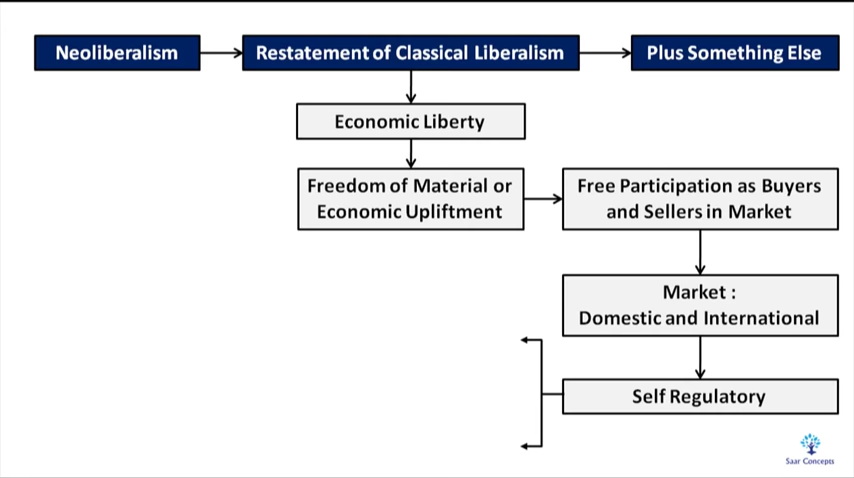 Neoliberalism
Restatement of Classical Liberalism
Plus Something Else
Economic Liberty
Freedom of Material or
Economic Upliftment
Free Participation as Buyers
and Sellers in Market
Market :
Domestic and International
Self Regulatory
Saar Concepts